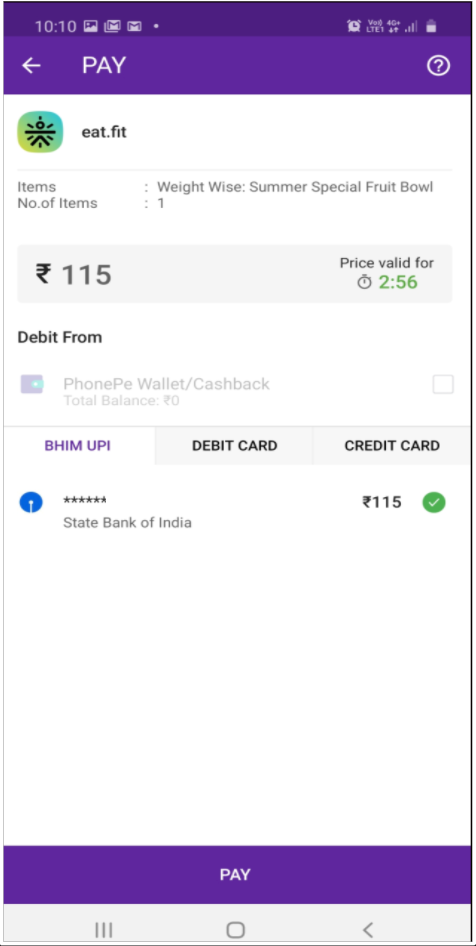 10:10
Vo)) 4G+
LTE1
PAY
eat.fit
Items : Weight Wise: Summer Special Fruit Bowl
No.of Items : 1
₹ 115
Price valid for
2:56
Debit From
PhonePe Wallet/Cashback
Total Balance: ₹0
BHIM UPI DEBIT CARD CREDIT CARD
****** ₹115
State Bank of India
PAY